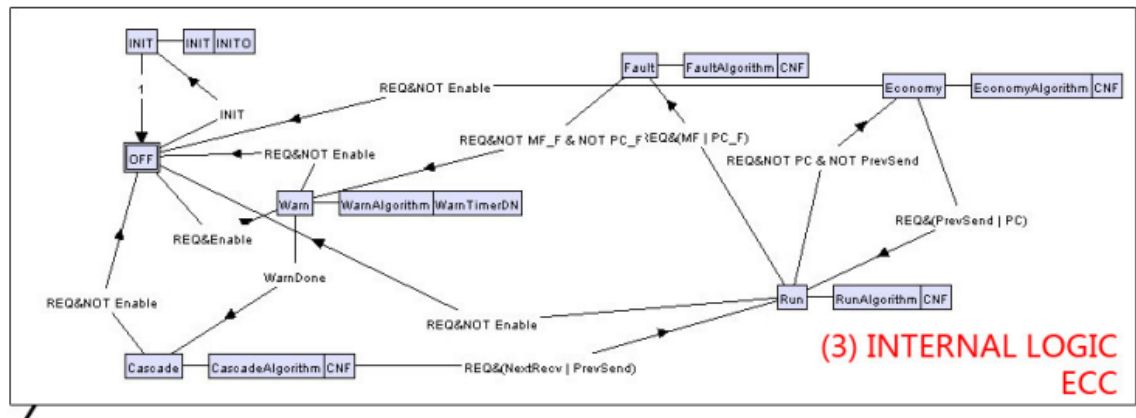 INIT INIT INITO
Fault FaultAlgorithm CNF
REQ&NOT Enable
Economy EconomyAlgorithm CNF
1
INIT
REQ&NOT MF_F & NOT PC_F
REQ&(MF | PC_F)
OFF
REQ&NOT Enable
REQ&NOT PC & NOT PrevSend
Warn WarnAlgorithm WarnTimerDN
REQ&Enable
REQ&(PrevSend | PC)
WarnDone
REQ&NOT Enable
Run RunAlgorithm CNF
REQ&NOT Enable
(3) INTERNAL LOGIC
ECC
Cascade CascadeAlgorithm CNF
REQ&(NextRecv | PrevSend)